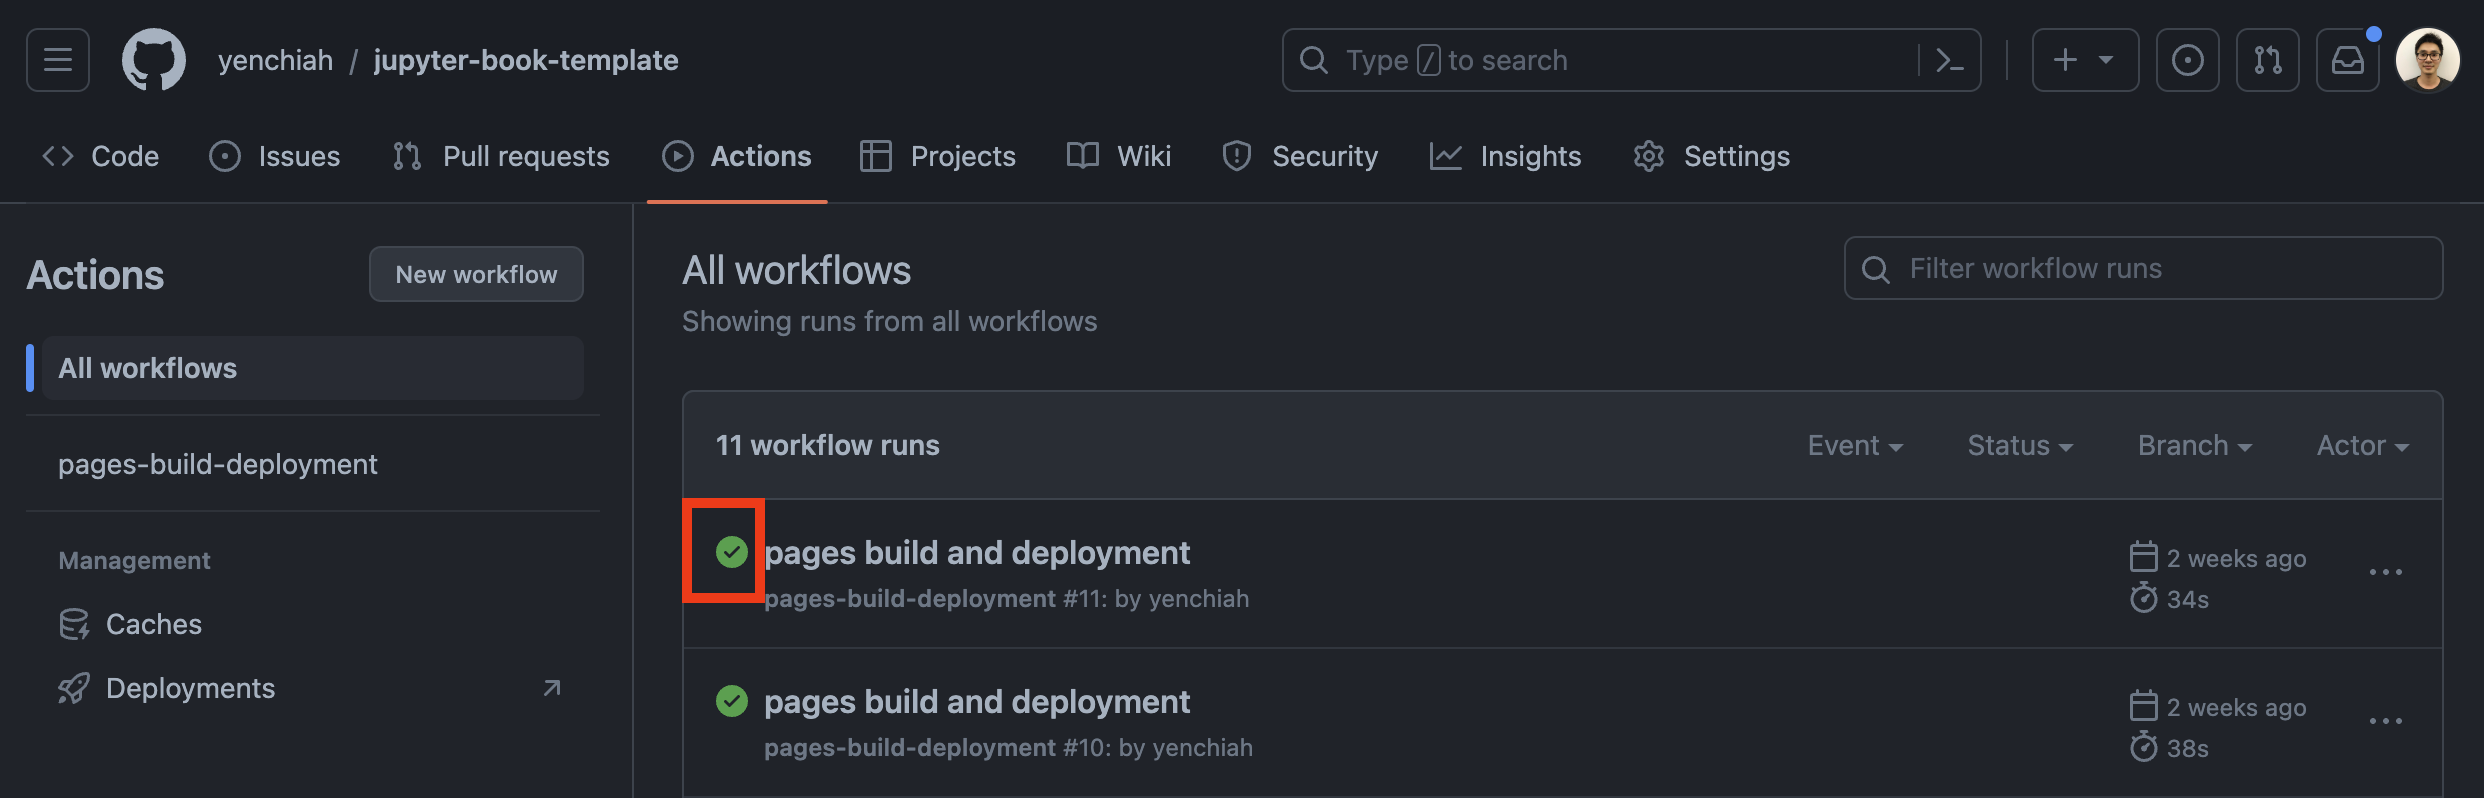 yenchiah / jupyter-book-template
Type / to search
Code Issues Pull requests Actions Projects Wiki Security Insights Settings
Actions
New workflow
All workflows
pages-build-deployment
Management
Caches
Deployments
All workflows
Showing runs from all workflows
Filter workflow runs
11 workflow runs
Event Status Branch Actor
pages build and deployment
pages-build-deployment #11: by yenchiah
2 weeks ago
34s
pages build and deployment
pages-build-deployment #10: by yenchiah
2 weeks ago
38s